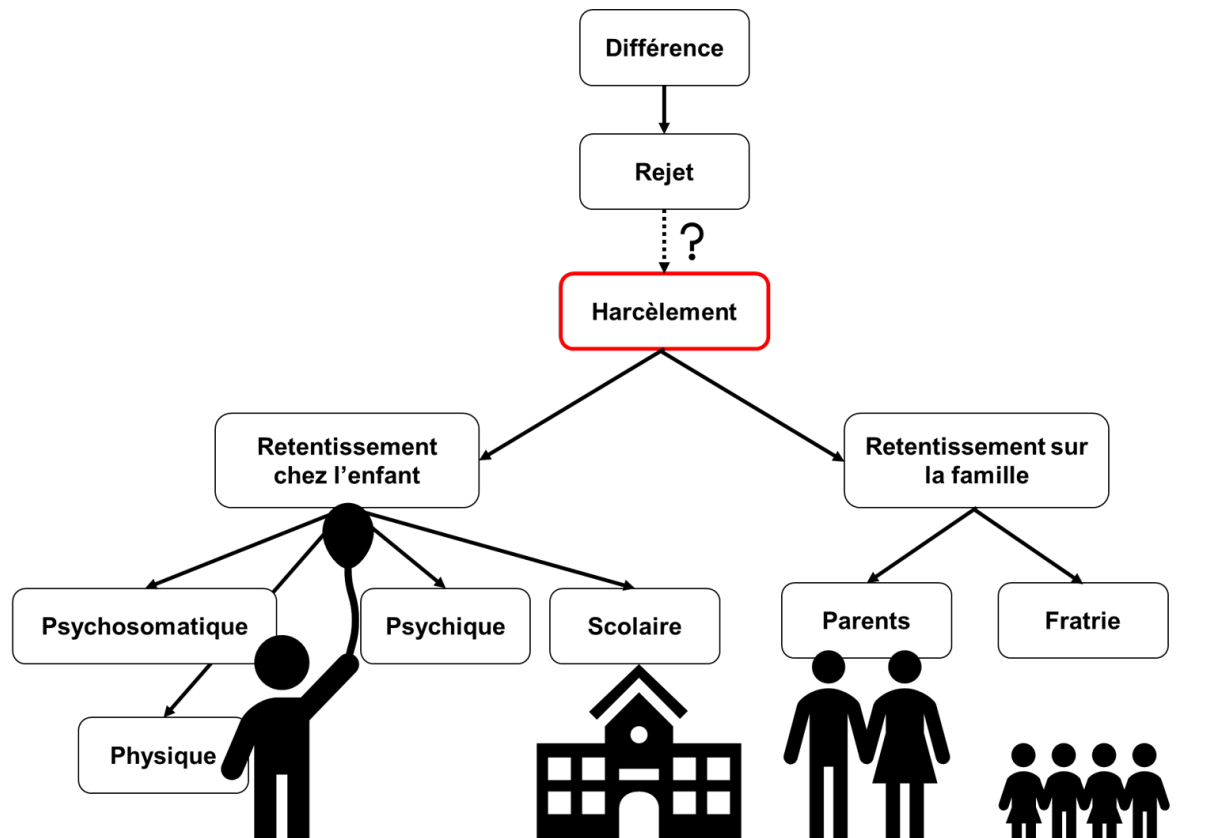 Différence
Rejet
?
Harcèlement
Retentissement
chez l'enfant
Retentissement sur
la famille
Psychosomatique
Psychique
Scolaire
Parents
Fratrie
Physique